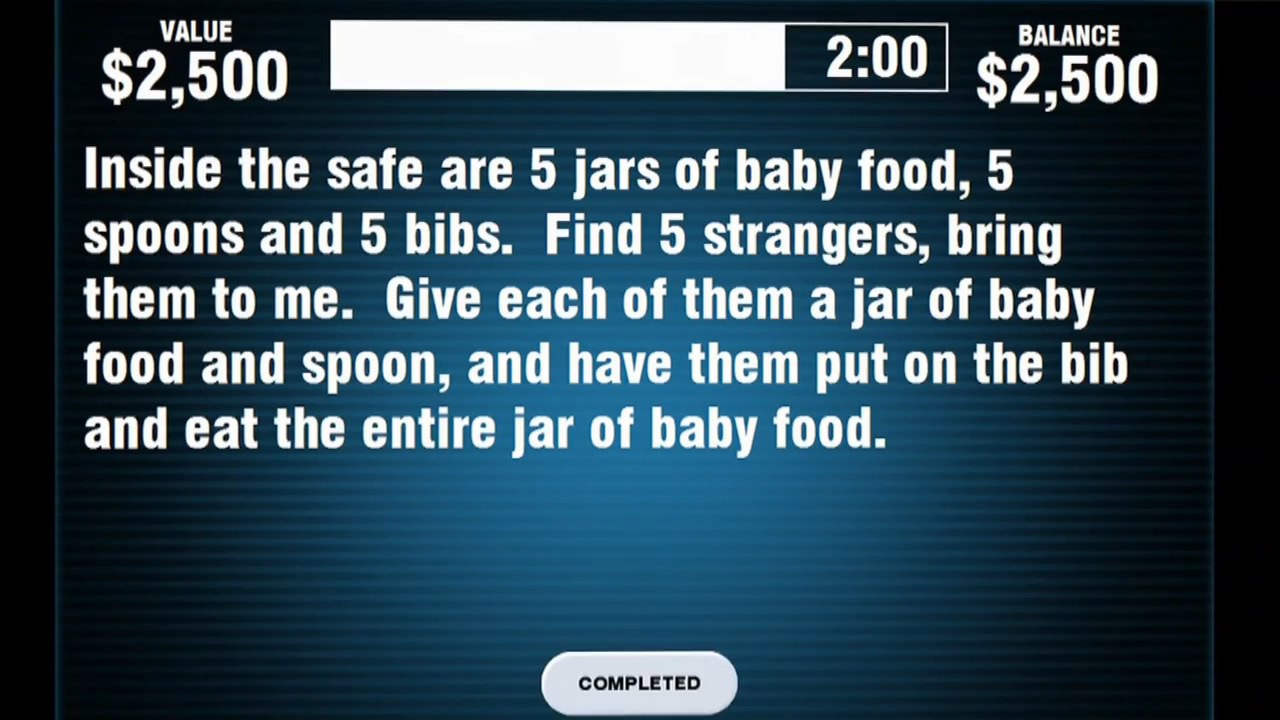 VALUE
$2,500
2:00
BALANCE
$2,500
Inside the safe are 5 jars of baby food, 5
spoons and 5 bibs.  Find 5 strangers, bring
them to me.  Give each of them a jar of baby
food and spoon, and have them put on the bib
and eat the entire jar of baby food.
COMPLETED